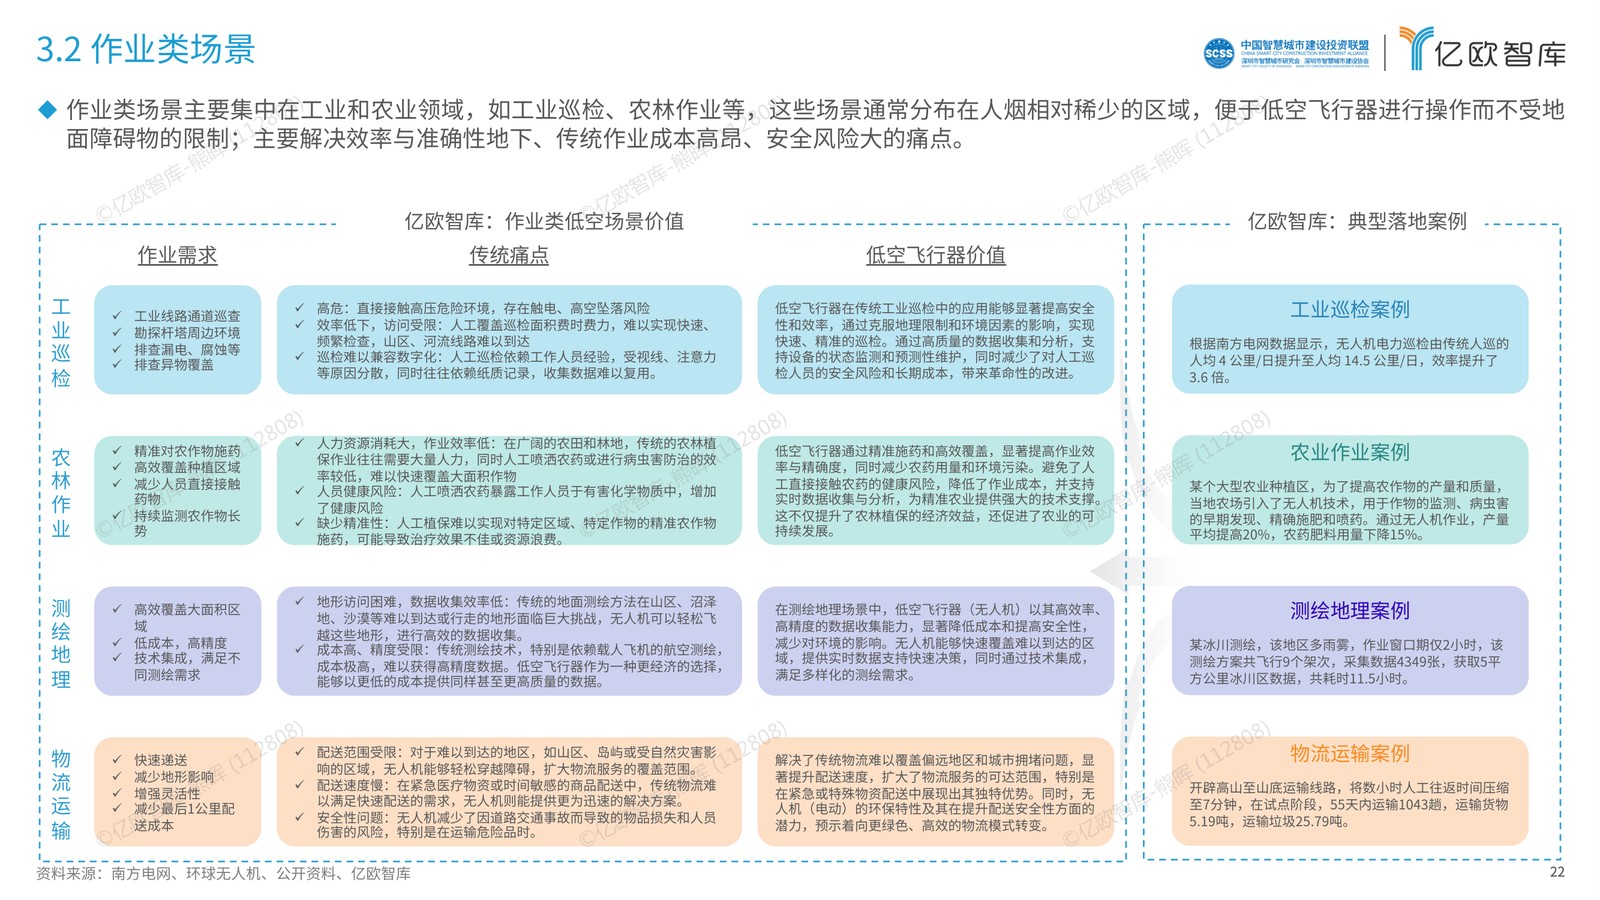 3.2 作业类场景
SCSS
中国智慧城市建设投资联盟
CHINA SMART CITY CONSTRUCTION INVESTMENT ALLIANCE
深圳市智慧城市研究会 深圳市智慧城市建设协会
亿欧智库
作业类场景主要集中在工业和农业领域，如工业巡检、农林作业等，这些场景通常分布在人烟相对稀少的区域，便于低空飞行器进行操作而不受地
面障碍物的限制；主要解决效率与准确性地下、传统作业成本高昂、安全风险大的痛点。
亿欧智库：作业类低空场景价值
作业需求
传统痛点
低空飞行器价值
工业巡检
✓ 工业线路通道巡查
✓ 勘探杆塔周边环境
✓ 排查漏电、腐蚀等
✓ 排查异物覆盖
✓ 高危：直接接触高压危险环境，存在触电、高空坠落风险
✓ 效率低下，访问受限：人工覆盖巡检面积费时费力，难以实现快速、
频繁检查，山区、河流线路难以到达
✓ 巡检难以兼容数字化：人工巡检依赖工作人员经验，受视线、注意力
等原因分散，同时往往依赖纸质记录，收集数据难以复用。
低空飞行器在传统工业巡检中的应用能够显著提高安全
性和效率，通过克服地理限制和环境因素的影响，实现
快速、精准的巡检。通过高质量的数据收集和分析，支
持设备的状态监测和预测性维护，同时减少了对人工巡
检人员的安全风险和长期成本，带来革命性的改进。
农林作业
✓ 精准对农作物施药
✓ 高效覆盖种植区域
✓ 减少人员直接接触
药物
✓ 持续监测农作物长
势
✓ 人力资源消耗大，作业效率低：在广阔的农田和林地，传统的农林植
保作业往往需要大量人力，同时人工喷洒农药或进行病虫害防治的效
率较低，难以快速覆盖大面积作物
✓ 人员健康风险：人工喷洒农药暴露工作人员于有害化学物质中，增加
了健康风险
✓ 缺少精准性：人工植保难以实现对特定区域、特定作物的精准农作物
施药，可能导致治疗效果不佳或资源浪费。
低空飞行器通过精准施药和高效覆盖，显著提高作业效
率与精确度，同时减少农药用量和环境污染。避免了人
工直接接触农药的健康风险，降低了作业成本，并支持
实时数据收集与分析，为精准农业提供强大的技术支撑。
这不仅提升了农林植保的经济效益，还促进了农业的可
持续发展。
测绘地理
✓ 高效覆盖大面积区
域
✓ 低成本，高精度
✓ 技术集成，满足不
同测绘需求
✓ 地形访问困难，数据收集效率低：传统的地面测绘方法在山区、沼泽
地、沙漠等难以到达或行走的地形面临巨大挑战，无人机可以轻松飞
越这些地形，进行高效的数据收集。
✓ 成本高、精度受限：传统测绘技术，特别是依赖载人飞机的航空测绘，
成本极高，难以获得高精度数据。低空飞行器作为一种更经济的选择，
能够以更低的成本提供同样甚至更高质量的数据。
在测绘地理场景中，低空飞行器（无人机）以其高效率、
高精度的数据收集能力，显著降低成本和提高安全性，
减少对环境的影响。无人机能够快速覆盖难以到达的区
域，提供实时数据支持快速决策，同时通过技术集成，
满足多样化的测绘需求。
物流运输
✓ 快速递送
✓ 减少地形影响
✓ 增强灵活性
✓ 减少最后1公里配
送成本
✓ 配送范围受限：对于难以到达的地区，如山区、岛屿或受自然灾害影
响的区域，无人机能够轻松穿越障碍，扩大物流服务的覆盖范围。
✓ 配送速度慢：在紧急医疗物资或时间敏感的商品配送中，传统物流难
以满足快速配送的需求，无人机则能提供更为迅速的解决方案。
✓ 安全性问题：无人机减少了因道路交通事故而导致的物品损失和人员
伤害的风险，特别是在运输危险品时。
解决了传统物流难以覆盖偏远地区和城市拥堵问题，显
著提升配送速度，扩大了物流服务的可达范围，特别是
在紧急或特殊物资配送中展现出其独特优势。同时，无
人机（电动）的环保特性及其在提升配送安全性方面的
潜力，预示着向更绿色、高效的物流模式转变。
亿欧智库：典型落地案例
工业巡检案例
根据南方电网数据显示，无人机电力巡检由传统人巡的
人均 4 公里/日提升至人均 14.5 公里/日，效率提升了
3.6 倍。
农业作业案例
某个大型农业种植区，为了提高农作物的产量和质量，
当地农场引入了无人机技术，用于作物的监测、病虫害
的早期发现、精确施肥和喷药。通过无人机作业，产量
平均提高20%，农药肥料用量下降15%。
测绘地理案例
某冰川测绘，该地区多雨雾，作业窗口期仅2小时，该
测绘方案共飞行9个架次，采集数据4349张，获取5平
方公里冰川区数据，共耗时11.5小时。
物流运输案例
开辟高山至山底运输线路，将数小时人工往返时间压缩
至7分钟，在试点阶段，55天内运输1043趟，运输货物
5.19吨，运输垃圾25.79吨。
资料来源：南方电网、环球无人机、公开资料、亿欧智库
22
©亿欧智库-熊晖 (112808)
©亿欧智库-熊晖 (112808)
©亿欧智库-熊晖 (112808)
©亿欧智库-熊晖 (112808)
©亿欧智库-熊晖 (112808)
©亿欧智库-熊晖 (112808)
©亿欧智库-熊晖 (112808)
©亿欧智库-熊晖 (112808)
©亿欧智库-熊晖 (112808)